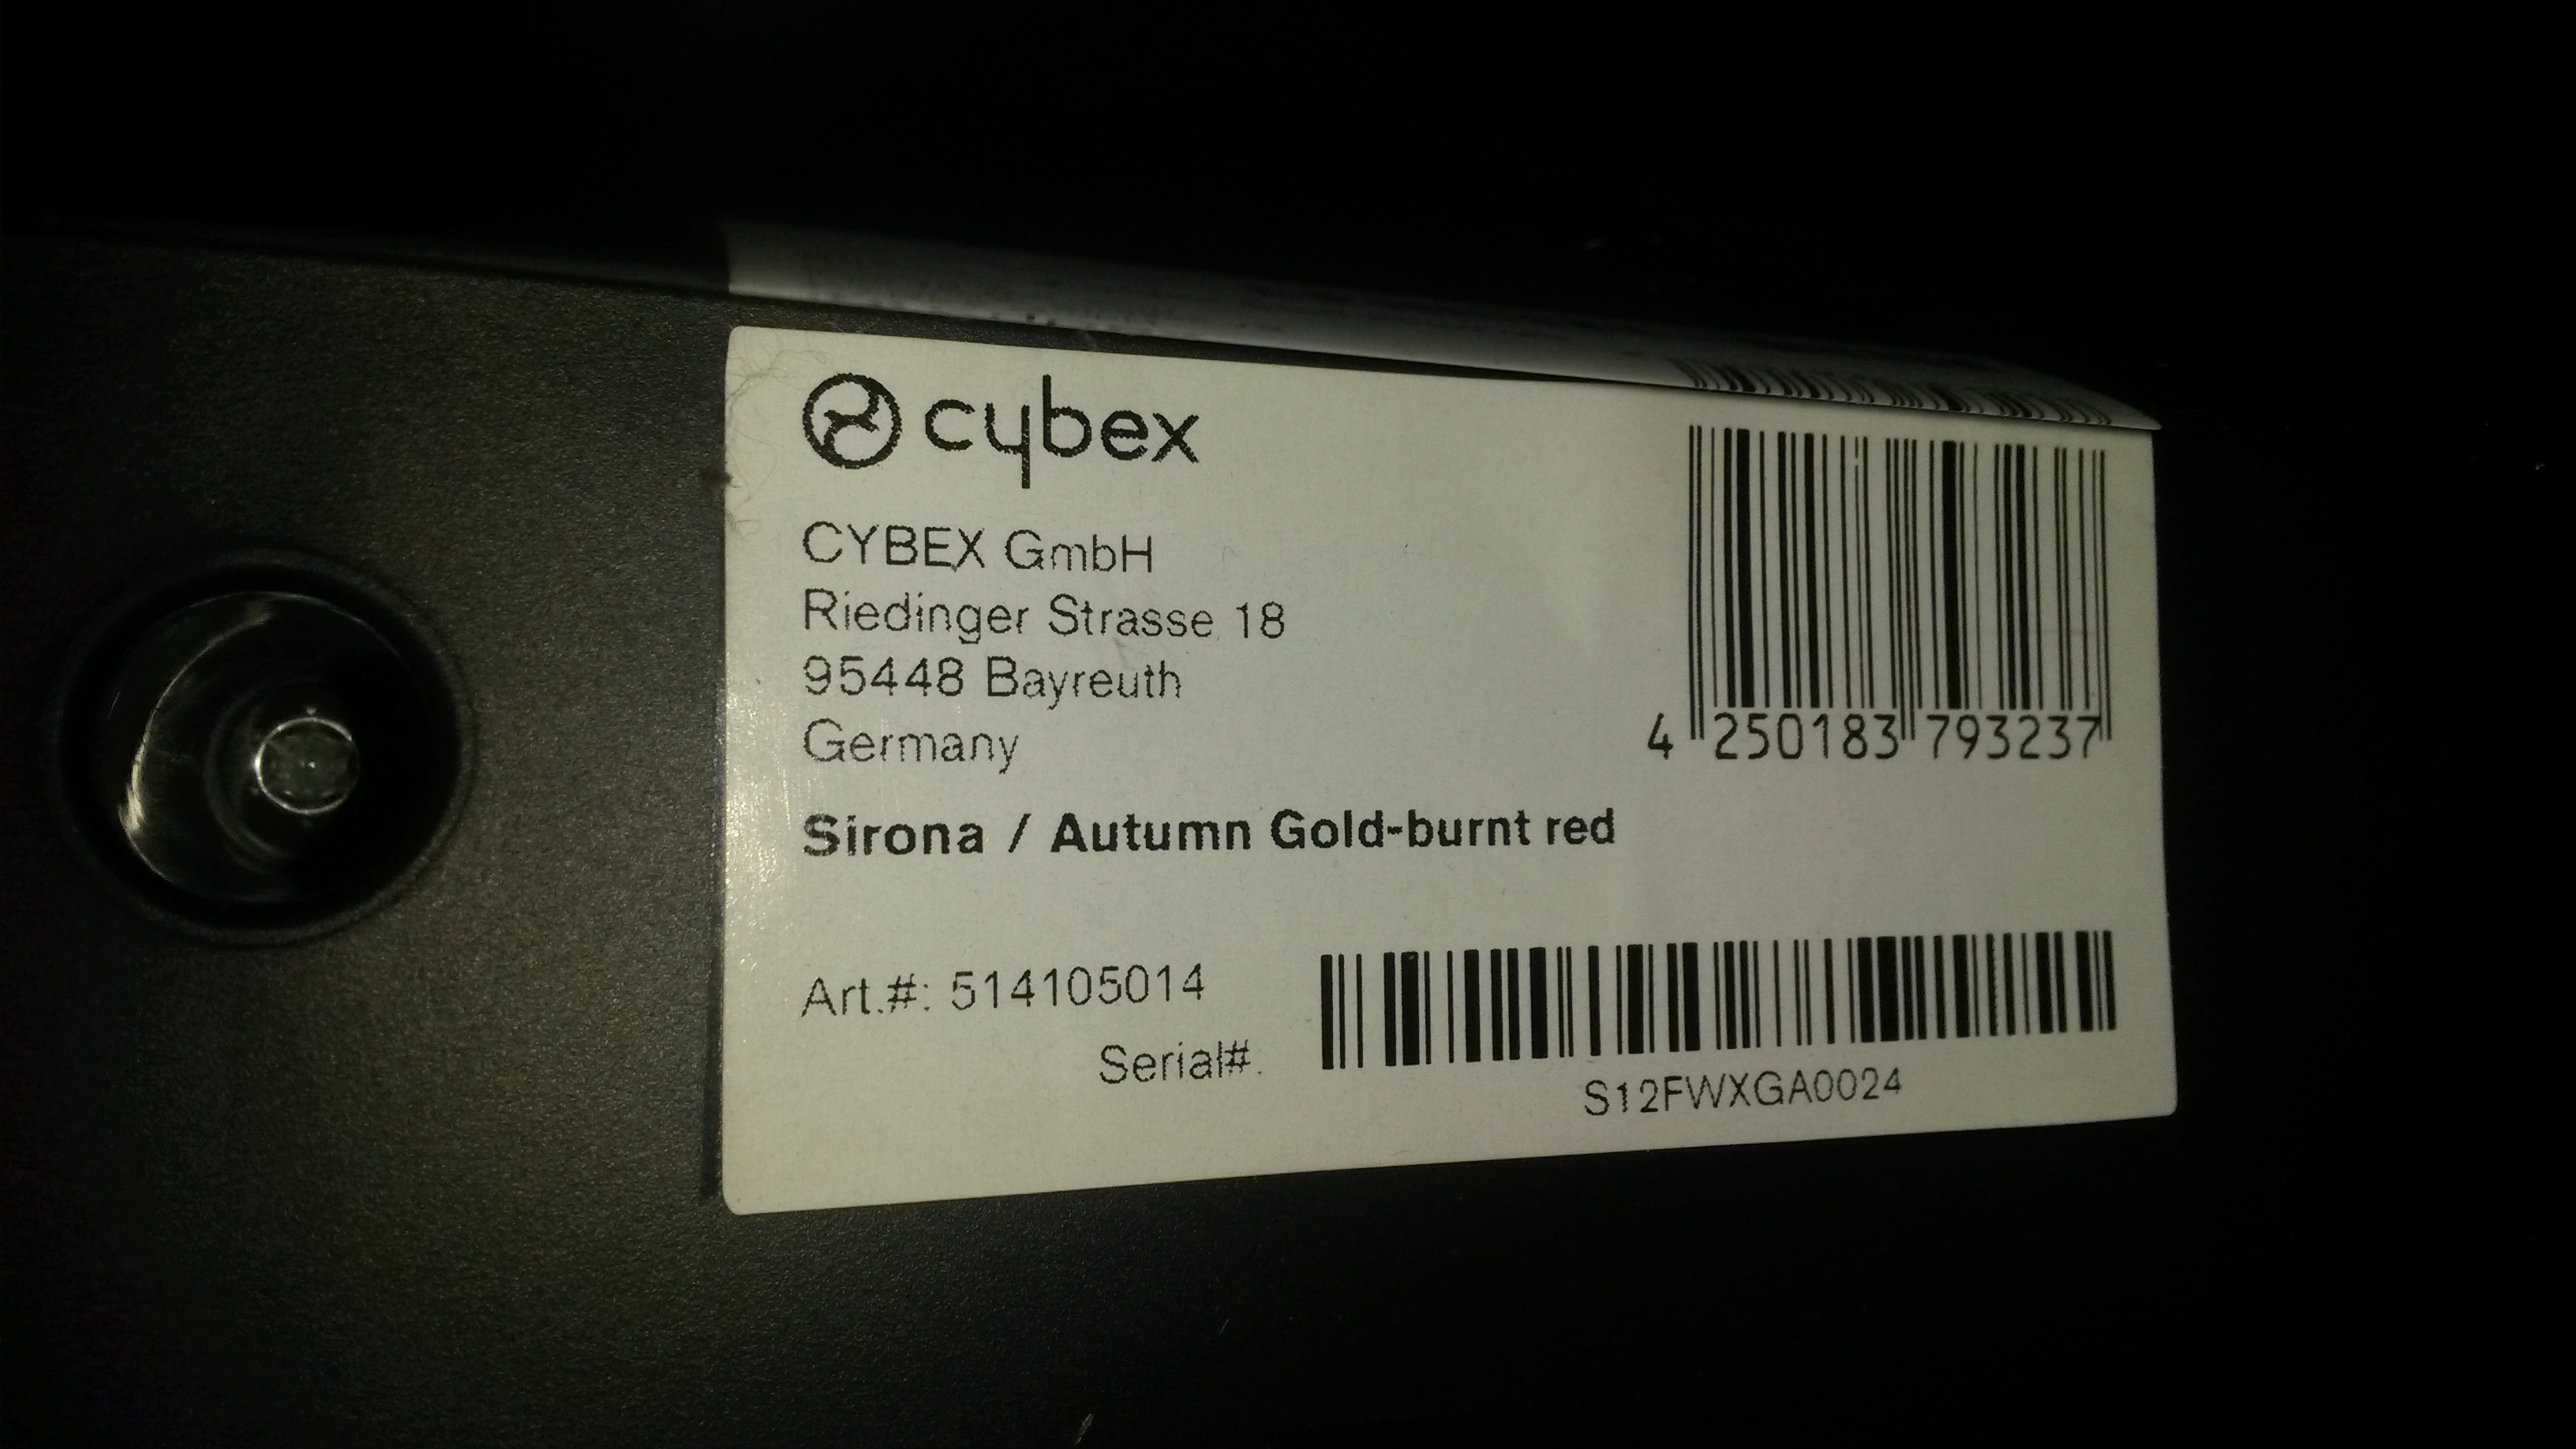 cybex
CYBEX GmbH
Riedinger Strasse 18
95448 Bayreuth
Germany
4 250183 793237
Sirona / Autumn Gold-burnt red
Art.#: 514105014
Serial#.
S12FWXGA0024